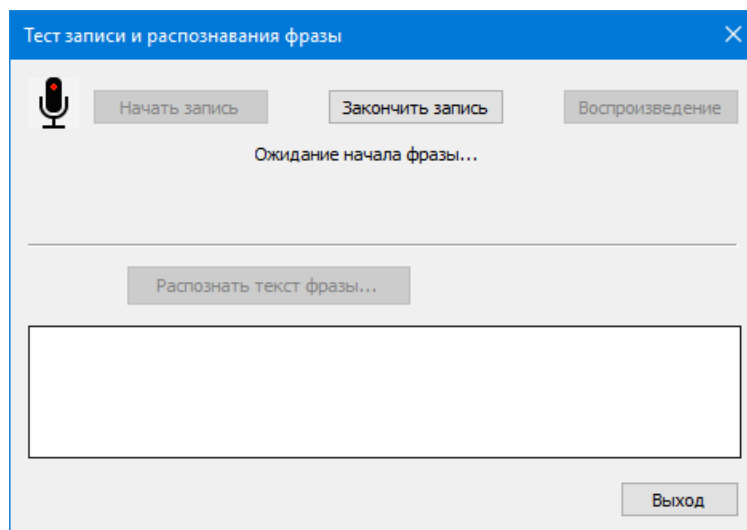 Тест записи и распознавания фразы
Начать запись Закончить запись Воспроизведение
Ожидание начала фразы...
Распознать текст фразы...
Выход